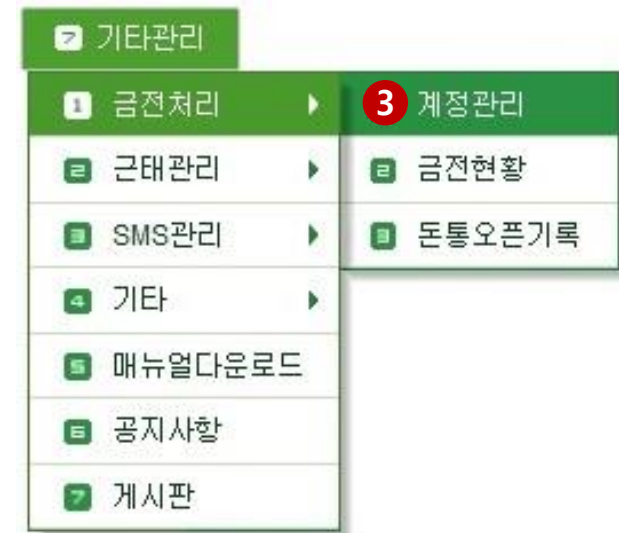 7 기타관리
1 금전처리
3 계정관리
2 근태관리
2 금전현황
3 SMS관리
3 돈통오픈기록
4 기타
5 매뉴얼다운로드
6 공지사항
7 게시판